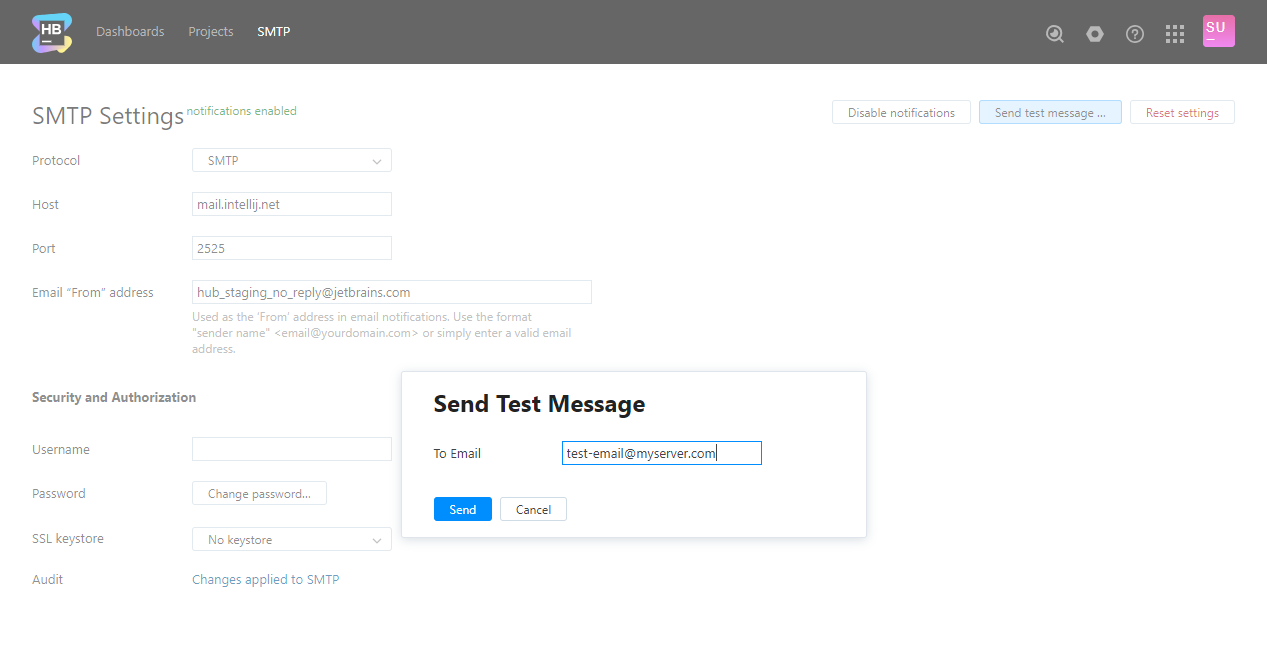 HB
Dashboards Projects SMTP
SU
SMTP Settings notifications enabled
Disable notifications Send test message ... Reset settings
Protocol SMTP
Host mail.intellij.net
Port 2525
Email “From” address hub_staging_no_reply@jetbrains.com
Used as the 'From' address in email notifications. Use the format
"sender name" <email@yourdomain.com> or simply enter a valid email
address.
Security and Authorization
Username
Password Change password...
SSL keystore No keystore
Audit Changes applied to SMTP
Send Test Message
To Email test-email@myserver.com
Send Cancel